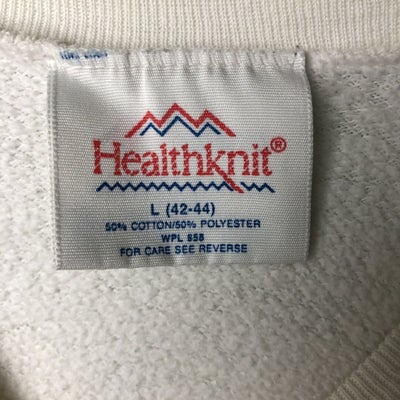 Healthknit®
L (42-44)
50% COTTON/50% POLYESTER
WPL 858
FOR CARE SEE REVERSE